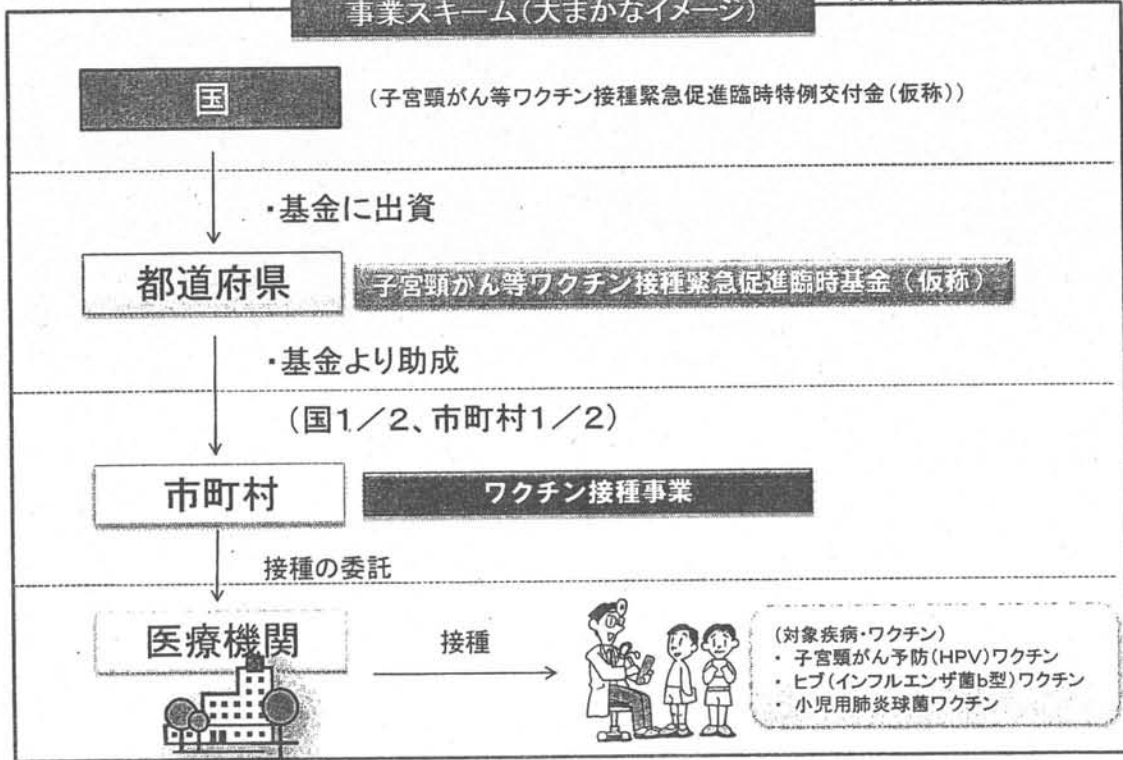 事業スキーム(大まかなイメージ)
国
(子宮頸がん等ワクチン接種緊急促進臨時特例交付金(仮称))
・基金に出資
都道府県
子宮頸がん等ワクチン接種緊急促進臨時基金(仮称)
・基金より助成
(国1/2、市町村1/2)
市町村
ワクチン接種事業
接種の委託
医療機関
接種
(対象疾病・ワクチン)
・ 子宮頸がん予防(HPV)ワクチン
・ ヒブ(インフルエンザ菌b型)ワクチン
・ 小児用肺炎球菌ワクチン